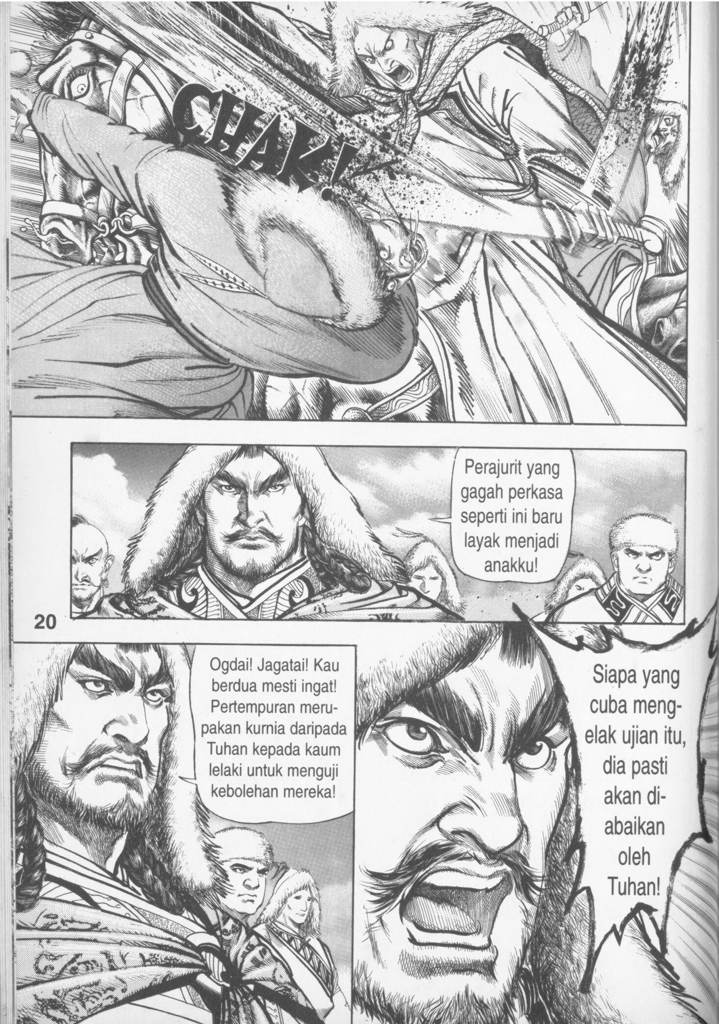 CHAK!
Perajurit yang
gagah perkasa
seperti ini baru
layak menjadi
anakku!
20
Ogdai! Jagatai! Kau
berdua mesti ingat!
Pertempuran meru-
pakan kurnia daripada
Tuhan kepada kaum
lelaki untuk menguji
kebolehan mereka!
Siapa yang
cuba meng-
elak ujian itu,
dia pasti
akan di-
abaikan
oleh
Tuhan!